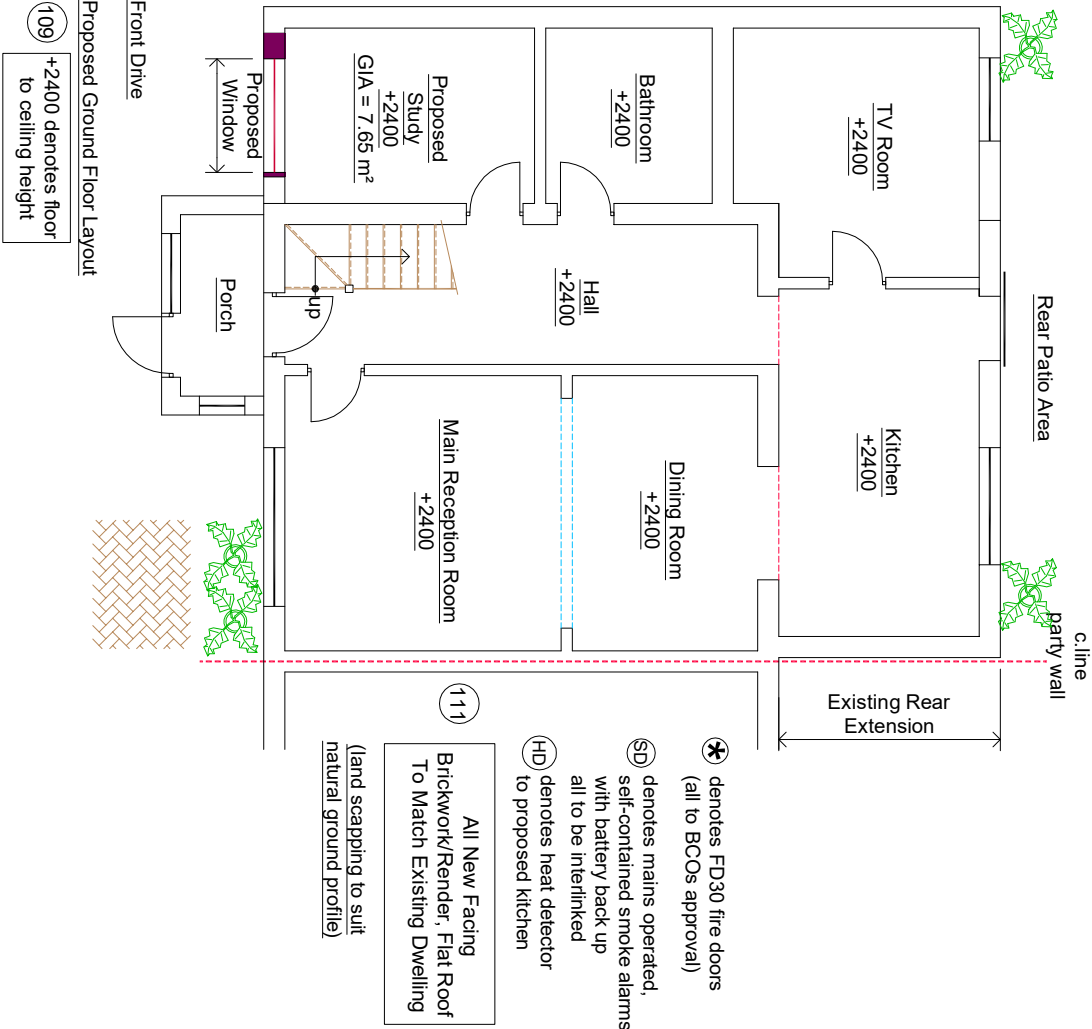 c.line
party wall
Rear Patio Area
Existing Rear
Extension
TV Room
+2400
Kitchen
+2400
Bathroom
+2400
Hall
+2400
Dining Room
+2400
Proposed
Study
+2400
GIA = 7.65 m²
up
Main Reception Room
+2400
Proposed
Window
Porch
Front Drive
Proposed Ground Floor Layout
109
+2400 denotes floor
to ceiling height
111
* denotes FD30 fire doors
(all to BCOs approval)
SD denotes mains operated,
self-contained smoke alarms
with battery back up
all to be interlinked
HD denotes heat detector
to proposed kitchen
All New Facing
Brickwork/Render, Flat Roof
To Match Existing Dwelling
(land scapping to suit
natural ground profile)